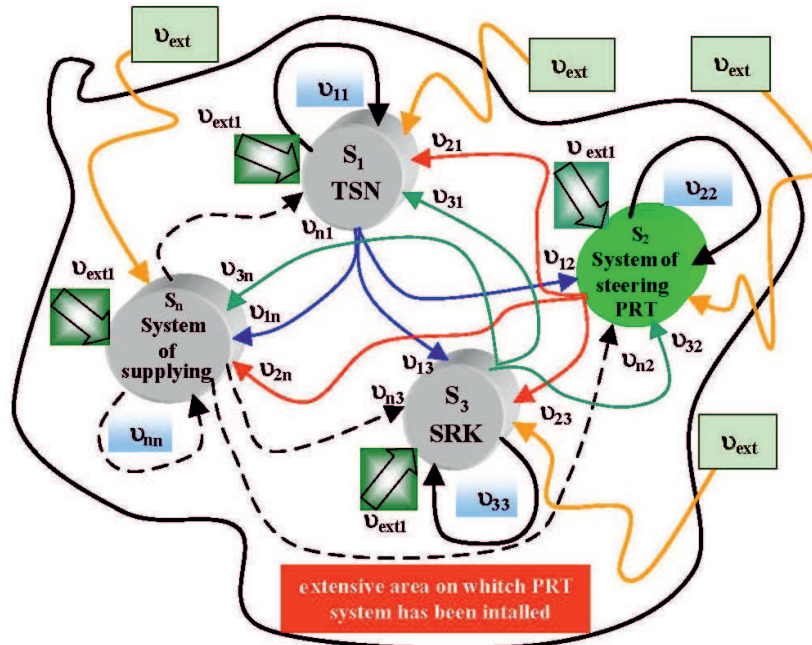 υext
υext
υext
υ11
υext1
υ21
υ ext1
S1
TSN
υ31
υ22
υn1
S2
System of
steering
PRT
υ12
υext1
υ3n
Sn
System
of
supplying
υ1n
υ2n
υ13
υn2
υ32
υn3
S3
SRK
υ23
υnn
υext
υ33
υext1
extensive area on whitch PRT
system has been intalled